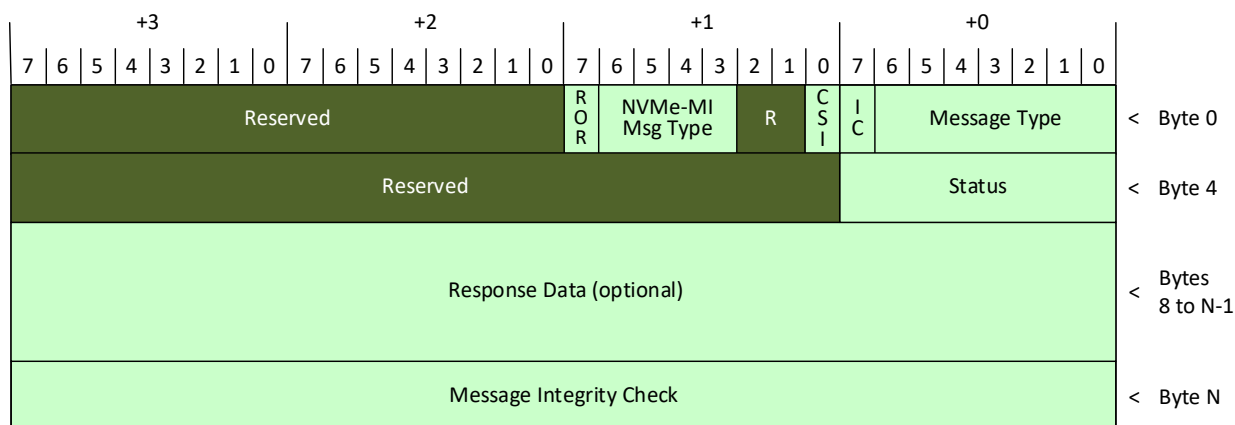 +3 +2 +1 +0
7 6 5 4 3 2 1 0 7 6 5 4 3 2 1 0 7 6 5 4 3 2 1 0 7 6 5 4 3 2 1 0
Reserved ROR NVMe-MI Msg Type R CSI IC Message Type < Byte 0
Reserved Status < Byte 4
Response Data (optional) < Bytes 8 to N-1
Message Integrity Check < Byte N